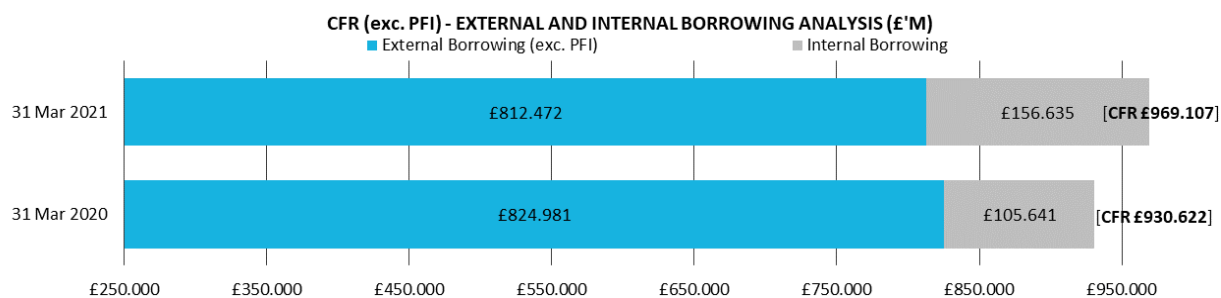 CFR (exc. PFI) - EXTERNAL AND INTERNAL BORROWING ANALYSIS (£'M)
External Borrowing (exc. PFI) Internal Borrowing
31 Mar 2021 £812.472 £156.635 [CFR £969.107]
31 Mar 2020 £824.981 £105.641 [CFR £930.622]
£250.000 £350.000 £450.000 £550.000 £650.000 £750.000 £850.000 £950.000